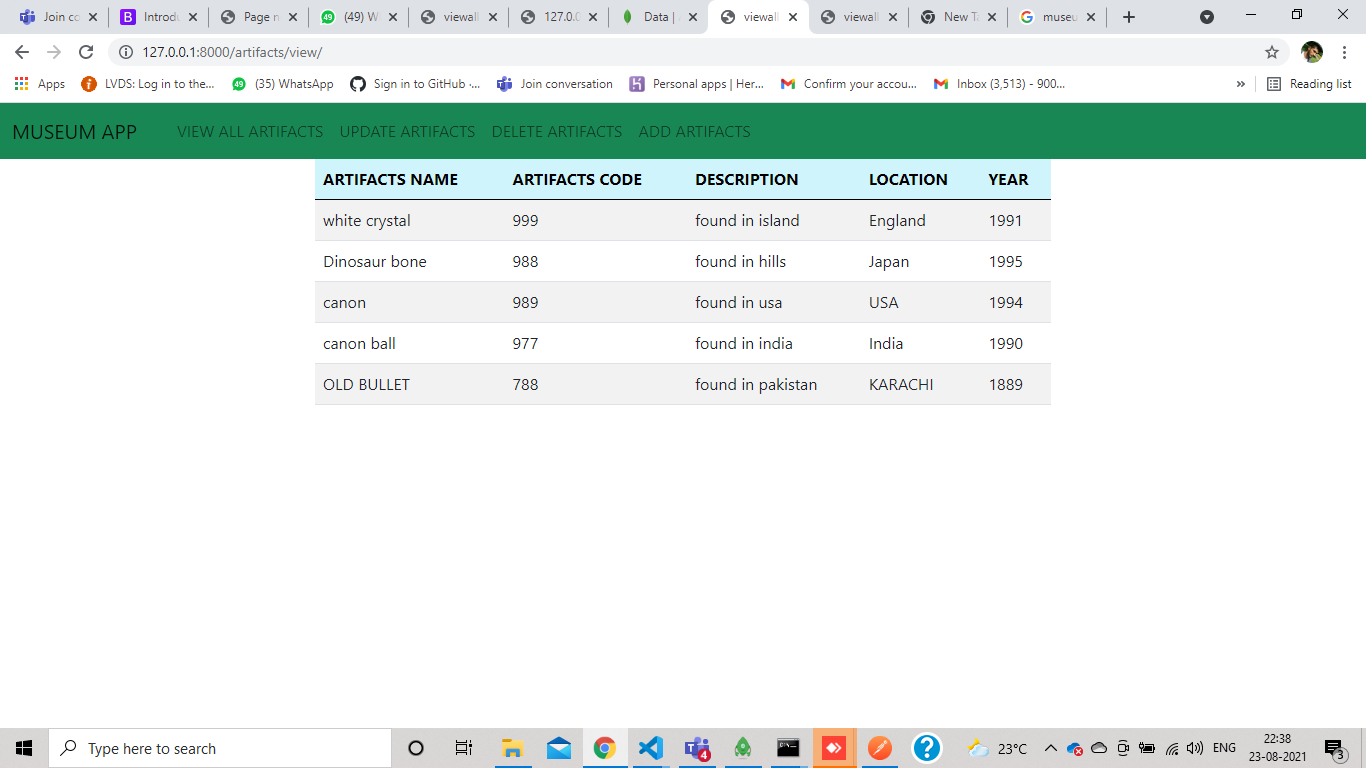 Join co Introdu Page n (49) W viewall 127.0.0 Data | viewall viewall New Ta museu
127.0.0.1:8000/artifacts/view/
Apps LVDS: Log in to the... (35) WhatsApp Sign in to GitHub ·... Join conversation Personal apps | Her... Confirm your accou... Inbox (3,513) - 900... » Reading list
MUSEUM APP VIEW ALL ARTIFACTS UPDATE ARTIFACTS DELETE ARTIFACTS ADD ARTIFACTS
ARTIFACTS NAME ARTIFACTS CODE DESCRIPTION LOCATION YEAR
white crystal 999 found in island England 1991
Dinosaur bone 988 found in hills Japan 1995
canon 989 found in usa USA 1994
canon ball 977 found in india India 1990
OLD BULLET 788 found in pakistan KARACHI 1889
Type here to search 4 23°C ENG 22:38
23-08-2021 3